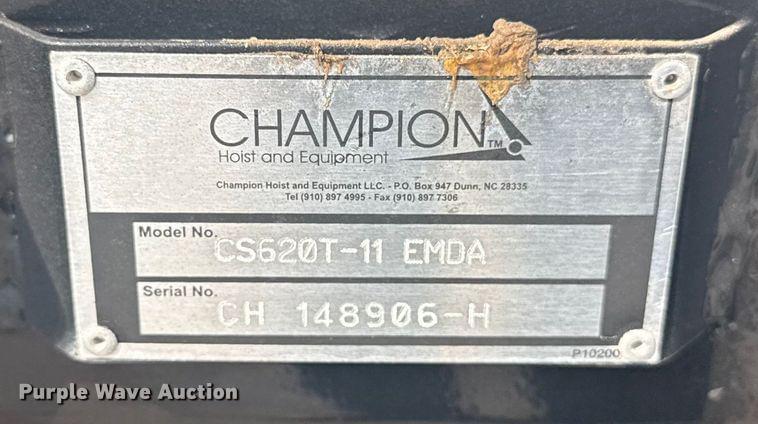 CHAMPION TM
Hoist and Equipment
Champion Hoist and Equipment LLC. - P.O. Box 947 Dunn, NC 28335
Tel (910) 897 4995 - Fax (910) 897 7306
Model No. CS620T-11 EMDA
Serial No. CH 148906-H
P10200
Purple Wave Auction